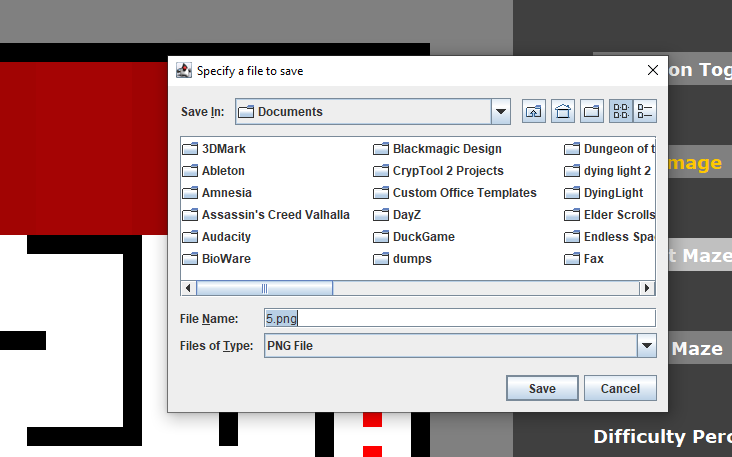 Specify a file to save
Save In: Documents
3DMark
Ableton
Amnesia
Assassin's Creed Valhalla
Audacity
BioWare
Blackmagic Design
CrypTool 2 Projects
Custom Office Templates
DayZ
DuckGame
dumps
Dungeon of t
dying light 2
DyingLight
Elder Scrolls
Endless Spa
Fax
File Name: 5.png
Files of Type: PNG File
Save Cancel
on Tog
mage
t Maze
Maze
Difficulty Perc